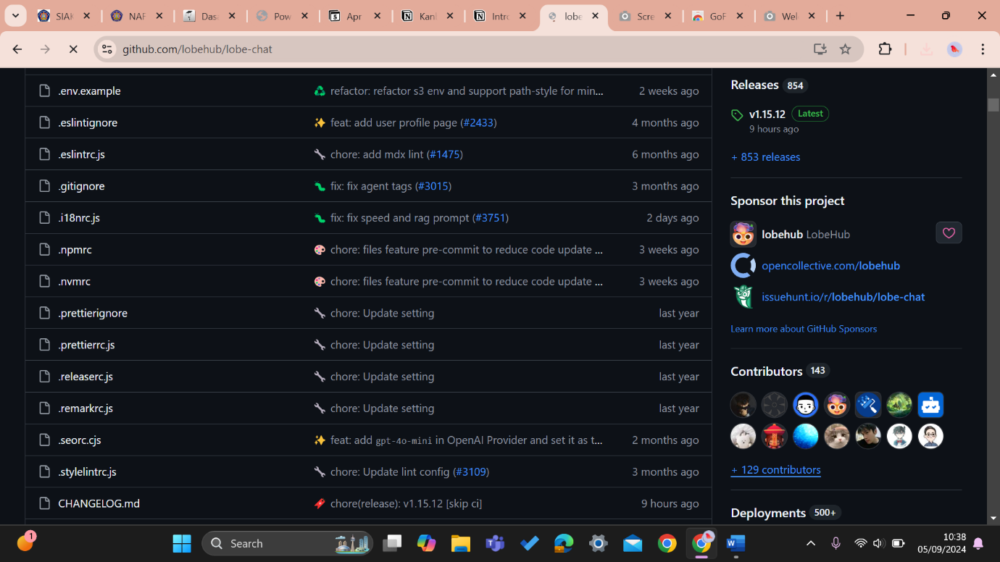 SIAK
NAF
Das
Pow
Apr
Kan
Intro
lobe
Scre
GoF
Wel
github.com/lobehub/lobe-chat
.env.example refactor: refactor s3 env and support path-style for min... 2 weeks ago
.eslintignore feat: add user profile page (#2433) 4 months ago
.eslintrc.js chore: add mdx lint (#1475) 6 months ago
.gitignore fix: fix agent tags (#3015) 3 months ago
.i18nrc.js fix: fix speed and rag prompt (#3751) 2 days ago
.npmrc chore: files feature pre-commit to reduce code update ... 3 weeks ago
.nvmrc chore: files feature pre-commit to reduce code update ... 3 weeks ago
.prettierignore chore: Update setting last year
.prettierrc.js chore: Update setting last year
.releaserc.js chore: Update setting last year
.remarkrc.js chore: Update setting last year
.seorc.cjs feat: add gpt-4o-mini in OpenAI Provider and set it as t... 2 months ago
.stylelintrc.js chore: Update lint config (#3109) 3 months ago
CHANGELOG.md chore(release): v1.15.12 [skip ci] 9 hours ago
Releases 854
v1.15.12 Latest
9 hours ago
+ 853 releases
Sponsor this project
lobehub LobeHub
opencollective.com/lobehub
issuehunt.io/r/lobehub/lobe-chat
Learn more about GitHub Sponsors
Contributors 143
+ 129 contributors
Deployments 500+
1
Search
10:38
05/09/2024